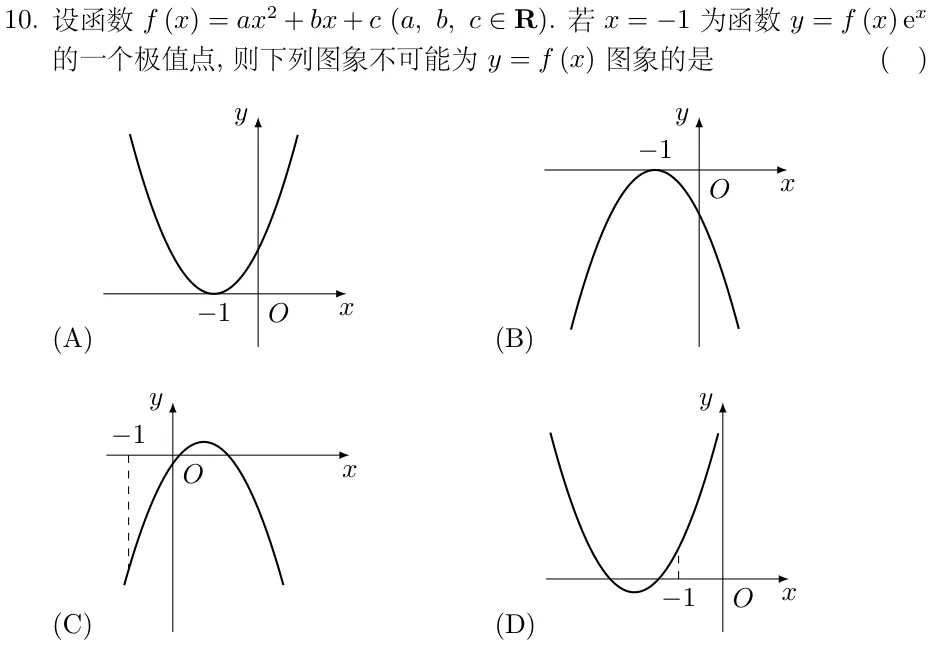 10. 设函数 f (x) = ax² + bx + c (a, b, c ∈ R). 若 x = −1 为函数 y = f (x) eˣ
的一个极值点, 则下列图象不可能为 y = f (x) 图象的是 ( )
y
−1 O x
(A)
y
−1
O x
(B)
y
−1
O x
(C)
y
−1 O x
(D)